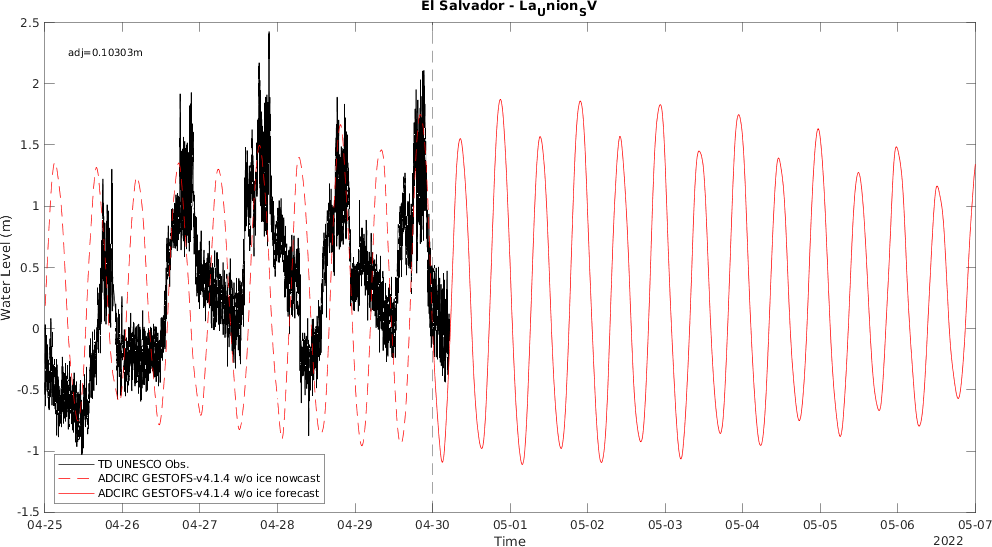 El Salvador - LaUnionSV
adj=0.10303m
2.5
2
1.5
1
0.5
0
-0.5
-1
-1.5
Water Level (m)
TD UNESCO Obs.
ADCIRC GESTOFS-v4.1.4 w/o ice nowcast
ADCIRC GESTOFS-v4.1.4 w/o ice forecast
04-25 04-26 04-27 04-28 04-29 04-30 05-01 05-02 05-03 05-04 05-05 05-06 05-07
Time
2022